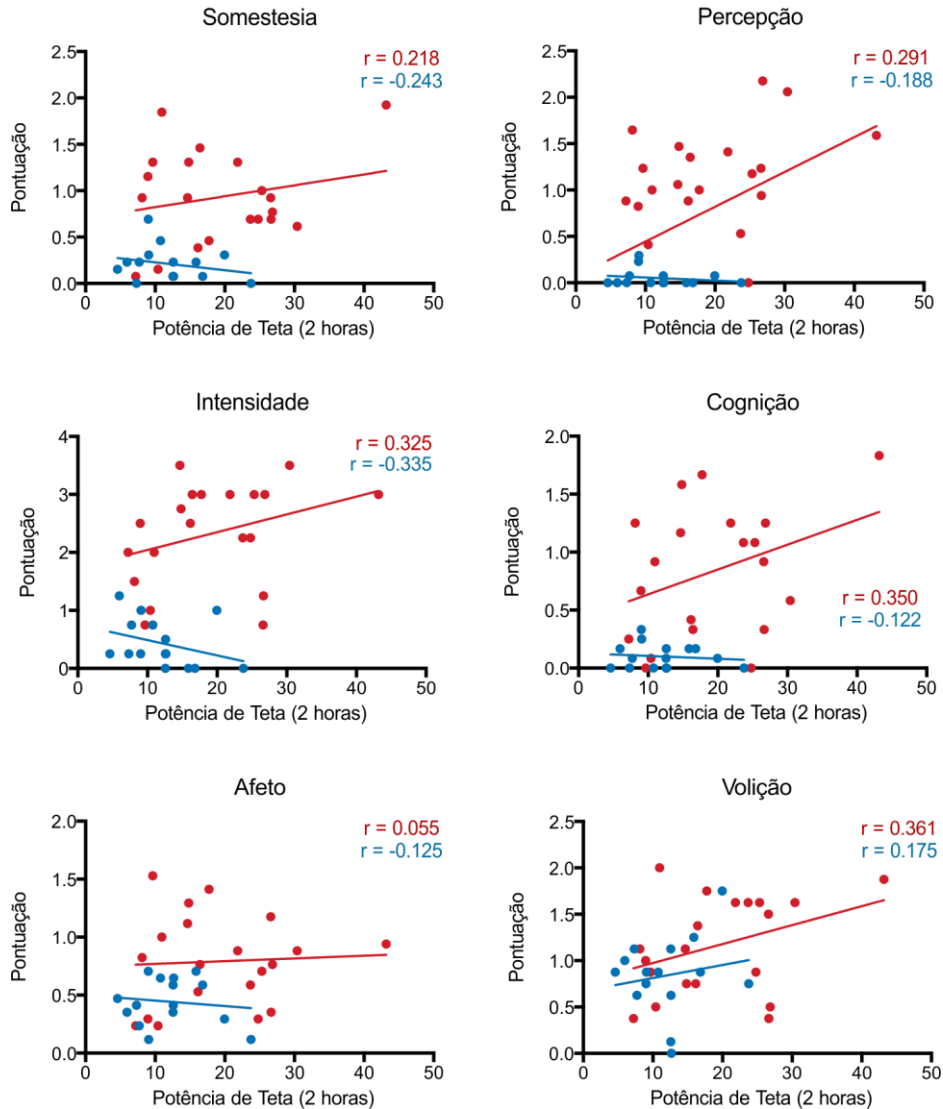 Somestesia
r = 0.218
r = -0.243
Pontuação
2.5
2.0
1.5
1.0
0.5
0.0
0 10 20 30 40 50
Potência de Teta (2 horas)
Percepção
r = 0.291
r = -0.188
Pontuação
2.5
2.0
1.5
1.0
0.5
0.0
0 10 20 30 40 50
Potência de Teta (2 horas)
Intensidade
r = 0.325
r = -0.335
Pontuação
4
3
2
1
0
0 10 20 30 40 50
Potência de Teta (2 horas)
Cognição
Pontuação
2.0
1.5
1.0
0.5
0.0
r = 0.350
r = -0.122
0 10 20 30 40 50
Potência de Teta (2 horas)
Afeto
r = 0.055
r = -0.125
Pontuação
2.0
1.5
1.0
0.5
0.0
0 10 20 30 40 50
Potência de Teta (2 horas)
Volição
r = 0.361
r = 0.175
Pontuação
2.5
2.0
1.5
1.0
0.5
0.0
0 10 20 30 40 50
Potência de Teta (2 horas)